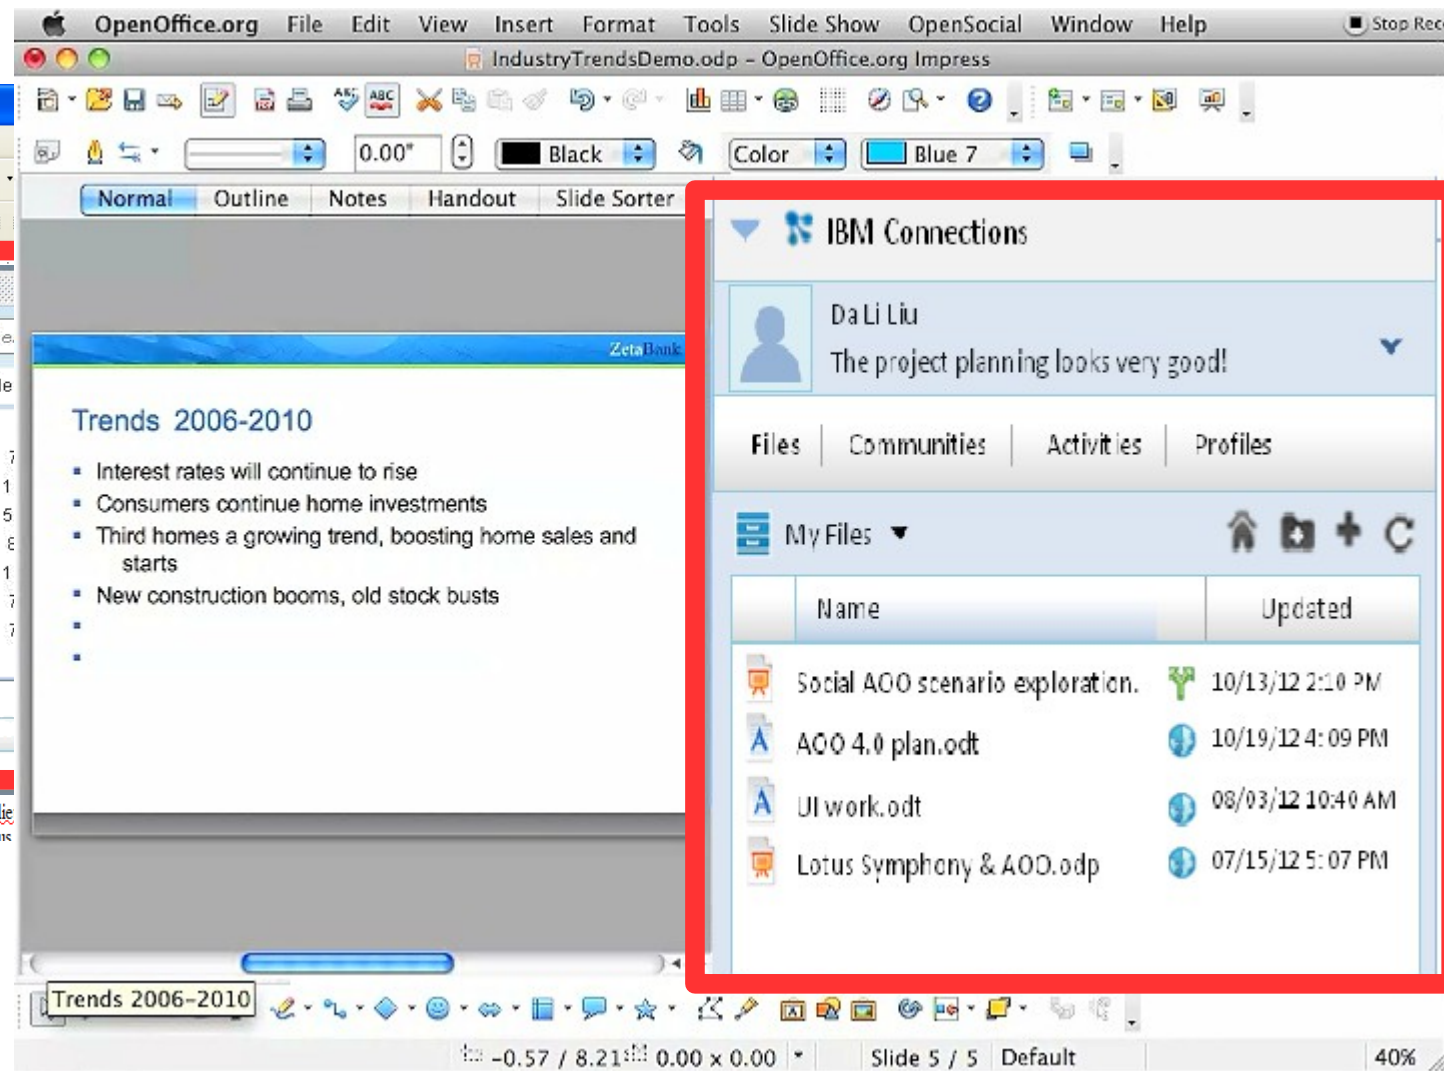 OpenOffice.org File Edit View Insert Format Tools Slide Show OpenSocial Window Help Stop Rec
IndustryTrendsDemo.odp – OpenOffice.org Impress
ABC ABC
0.00" Black Color Blue 7
Normal Outline Notes Handout Slide Sorter
IBM Connections
Da Li Liu
The project planning looks very good!
Files Communities Activities Profiles
My Files
Name Updated
Social AOO scenario exploration. 10/13/12 2:10 PM
AOO 4.0 plan.odt 10/19/12 4:09 PM
UI work.odt 08/03/12 10:40 AM
Lotus Symphony & AOO.odp 07/15/12 5:07 PM
ZetaBank
Trends 2006-2010
Interest rates will continue to rise
Consumers continue home investments
Third homes a growing trend, boosting home sales and
starts
New construction booms, old stock busts
Trends 2006–2010
-0.57 / 8.21 0.00 x 0.00 * Slide 5 / 5 Default 40%